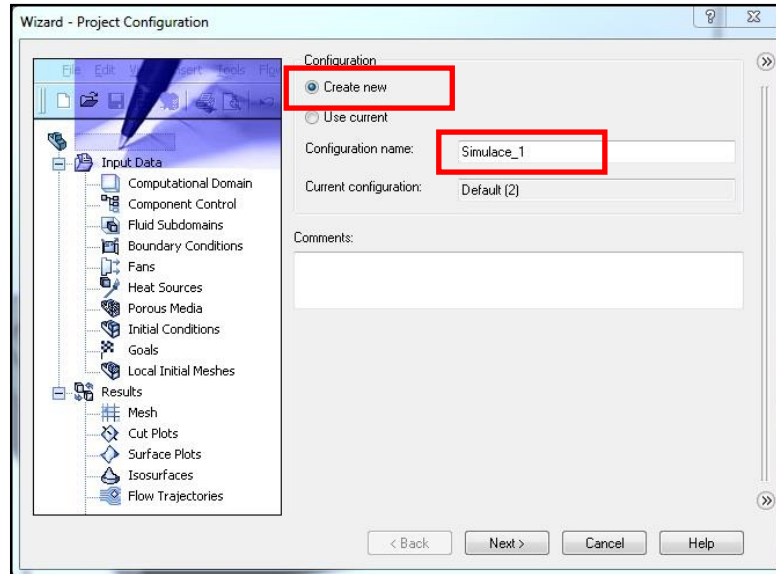 Wizard - Project Configuration
File Edit Insert Tools Flow
Input Data
Computational Domain
Component Control
Fluid Subdomains
Boundary Conditions
Fans
Heat Sources
Porous Media
Initial Conditions
Goals
Local Initial Meshes
Results
Mesh
Cut Plots
Surface Plots
Isosurfaces
Flow Trajectories
Configuration
Create new
Use current
Configuration name: Simulace_1
Current configuration: Default (2)
Comments:
< Back Next > Cancel Help